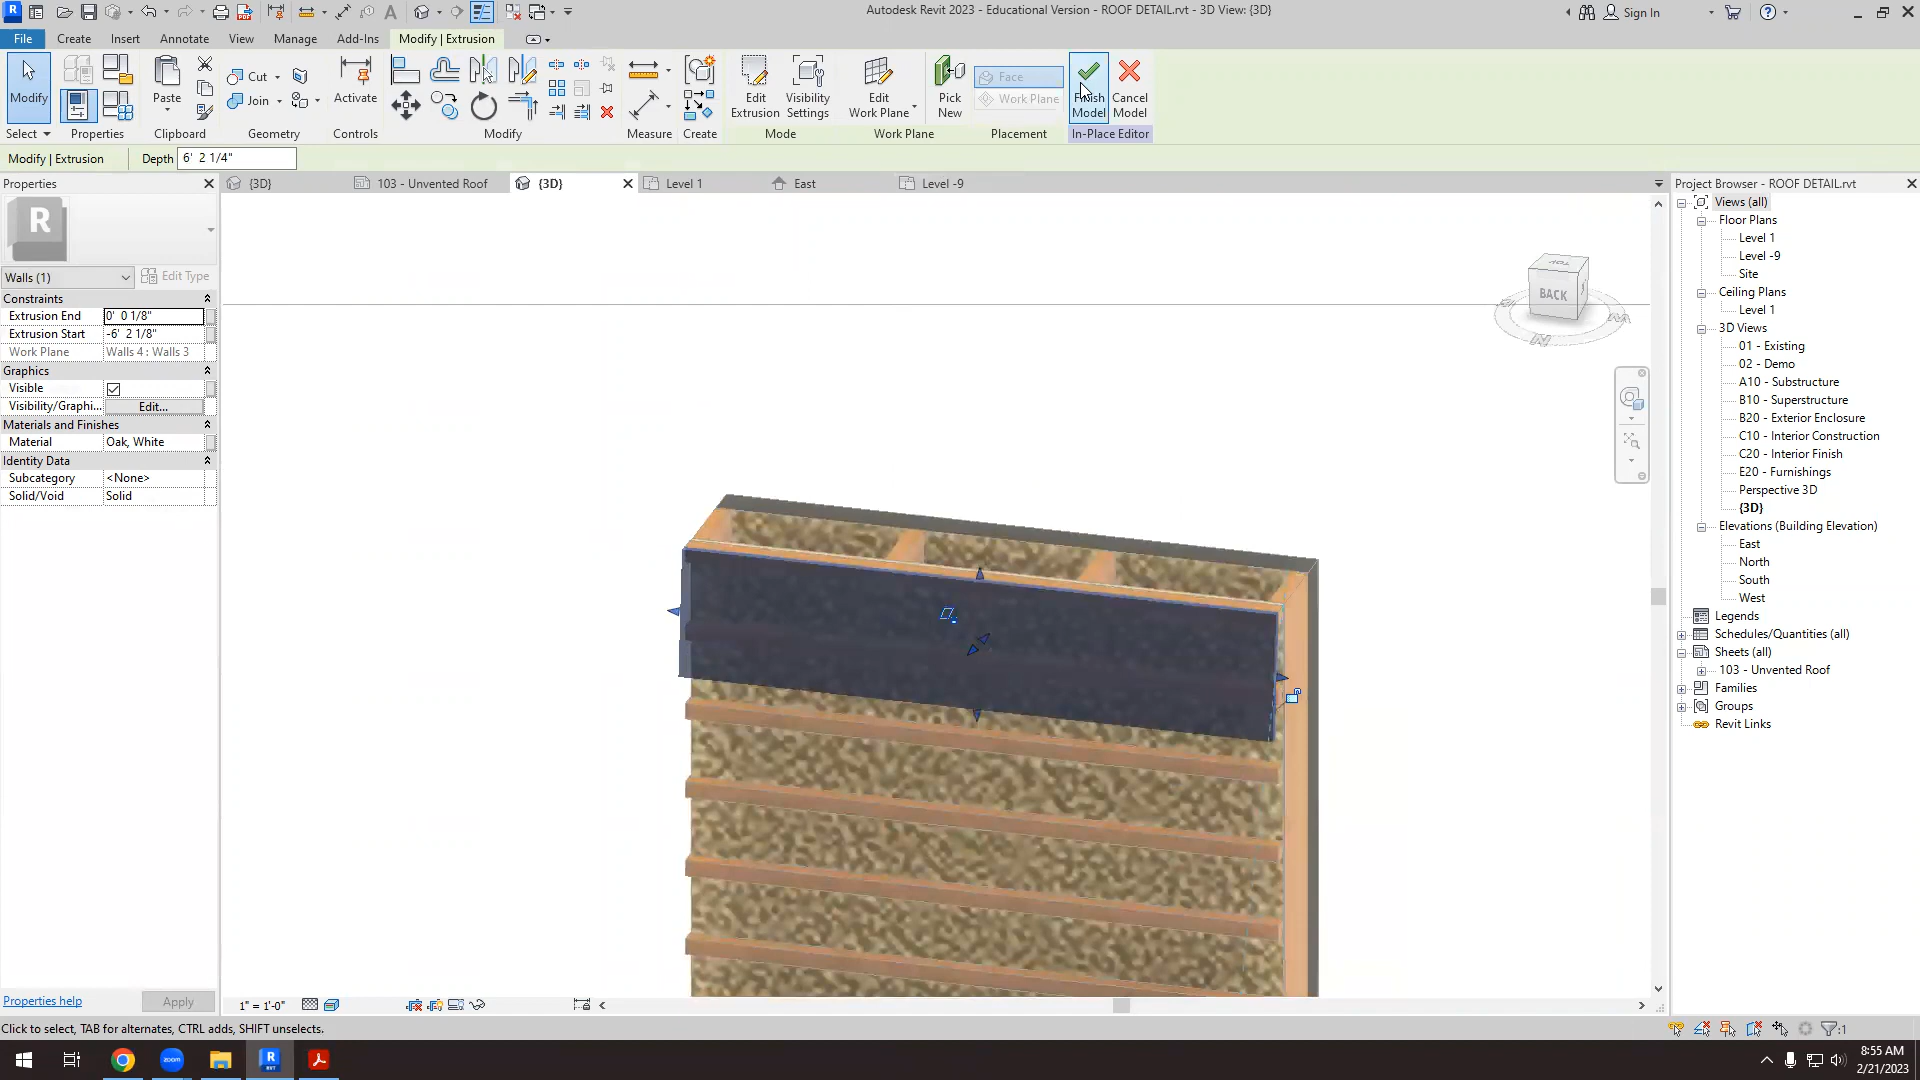 Autodesk Revit 2023 - Educational Version - ROOF DETAIL.rvt - 3D View: {3D}
Sign In
File Create Insert Annotate View Manage Add-Ins Modify | Extrusion
Modify Paste Cut Join Activate Edit Extrusion Visibility Settings Edit Work Plane Pick New Face Work Plane Finish Model Cancel Model
Select Properties Clipboard Geometry Controls Modify Measure Create Mode Work Plane Placement In-Place Editor
Modify | Extrusion Depth 6' 2 1/4"
Properties
{3D} 103 - Unvented Roof {3D} Level 1 East Level -9
Project Browser - ROOF DETAIL.rvt
R
Walls (1) Edit Type
Constraints
Extrusion End 0' 0 1/8"
Extrusion Start -6' 2 1/8"
Work Plane Walls 4 : Walls 3
Graphics
Visible
Visibility/Graphi... Edit...
Materials and Finishes
Material Oak, White
Identity Data
Subcategory <None>
Solid/Void Solid
Properties help Apply
TOP
BACK
N
W
Views (all)
Floor Plans
Level 1
Level -9
Site
Ceiling Plans
Level 1
3D Views
01 - Existing
02 - Demo
A10 - Substructure
B10 - Superstructure
B20 - Exterior Enclosure
C10 - Interior Construction
C20 - Interior Finish
E20 - Furnishings
Perspective 3D
{3D}
Elevations (Building Elevation)
East
North
South
West
Legends
Schedules/Quantities (all)
Sheets (all)
103 - Unvented Roof
Families
Groups
Revit Links
1" = 1'-0"
Click to select, TAB for alternates, CTRL adds, SHIFT unselects.
:1
zoom
R
RVT
8:55 AM
2/21/2023